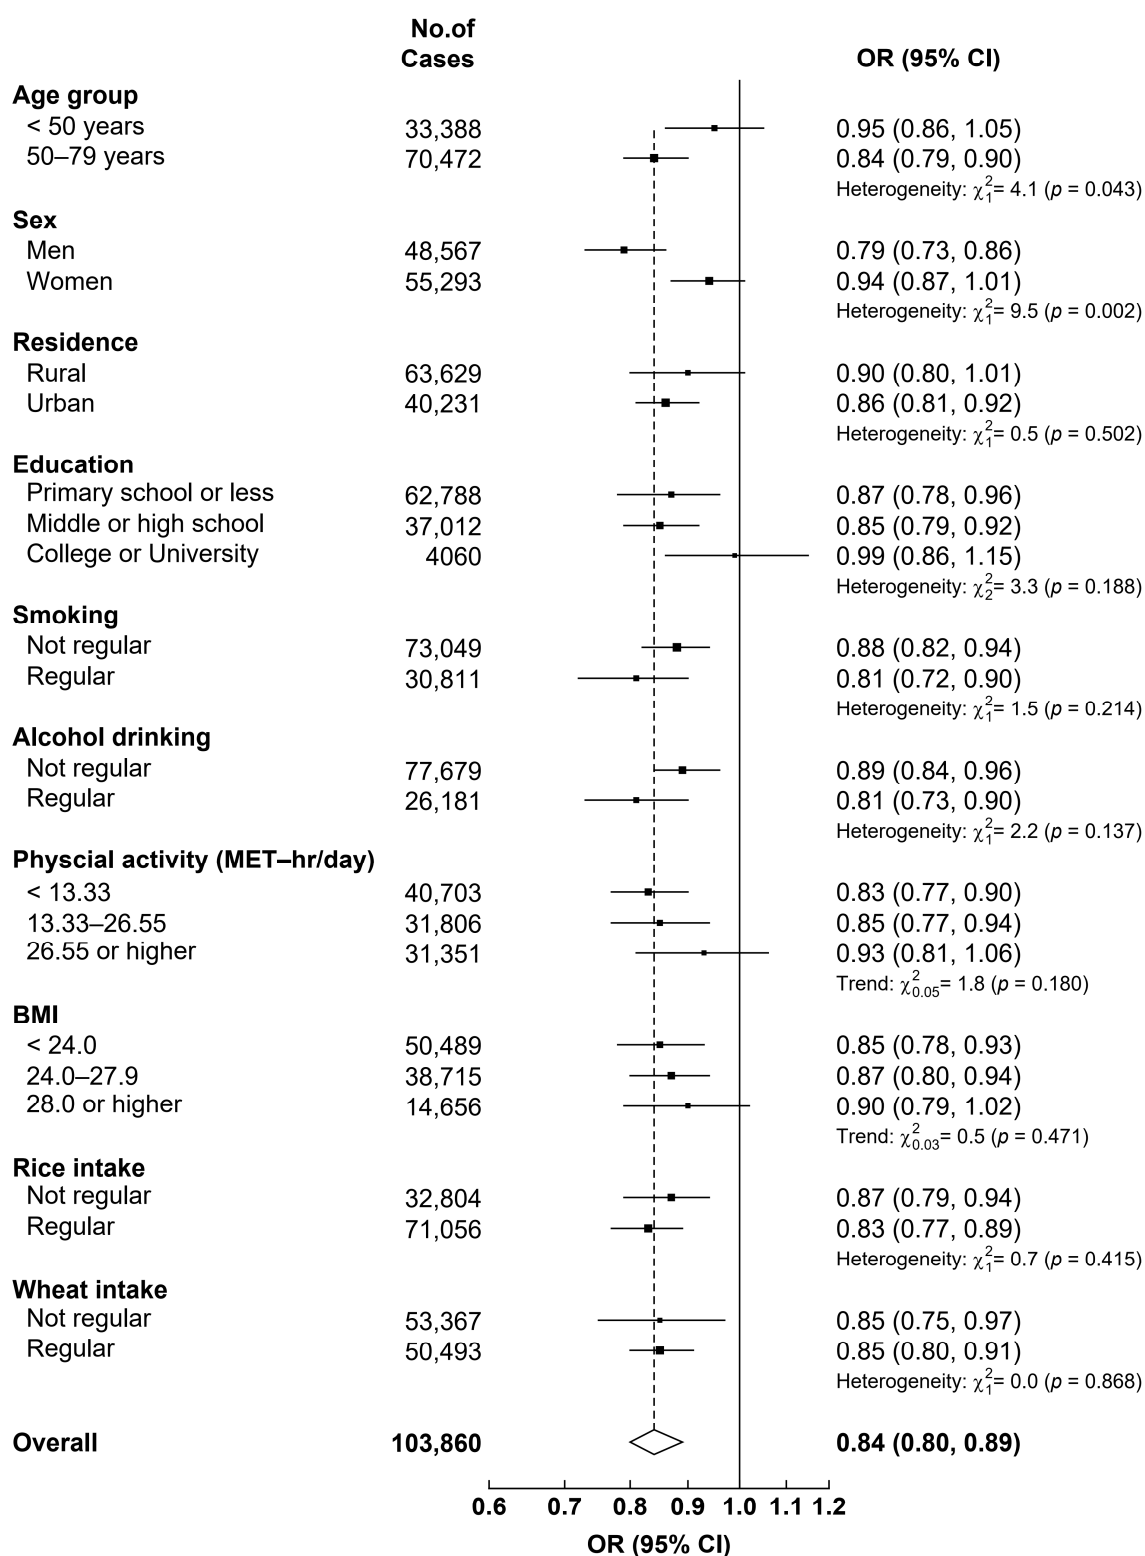 No.of
Cases OR (95% CI)
Age group
< 50 years 33,388 0.95 (0.86, 1.05)
50–79 years 70,472 0.84 (0.79, 0.90)
Heterogeneity: χ²₁= 4.1 (p = 0.043)
Sex
Men 48,567 0.79 (0.73, 0.86)
Women 55,293 0.94 (0.87, 1.01)
Heterogeneity: χ²₁= 9.5 (p = 0.002)
Residence
Rural 63,629 0.90 (0.80, 1.01)
Urban 40,231 0.86 (0.81, 0.92)
Heterogeneity: χ²₁= 0.5 (p = 0.502)
Education
Primary school or less 62,788 0.87 (0.78, 0.96)
Middle or high school 37,012 0.85 (0.79, 0.92)
College or University 4060 0.99 (0.86, 1.15)
Heterogeneity: χ²₂= 3.3 (p = 0.188)
Smoking
Not regular 73,049 0.88 (0.82, 0.94)
Regular 30,811 0.81 (0.72, 0.90)
Heterogeneity: χ²₁= 1.5 (p = 0.214)
Alcohol drinking
Not regular 77,679 0.89 (0.84, 0.96)
Regular 26,181 0.81 (0.73, 0.90)
Heterogeneity: χ²₁= 2.2 (p = 0.137)
Physcial activity (MET–hr/day)
< 13.33 40,703 0.83 (0.77, 0.90)
13.33–26.55 31,806 0.85 (0.77, 0.94)
26.55 or higher 31,351 0.93 (0.81, 1.06)
Trend: χ²₀.₀₅= 1.8 (p = 0.180)
BMI
< 24.0 50,489 0.85 (0.78, 0.93)
24.0–27.9 38,715 0.87 (0.80, 0.94)
28.0 or higher 14,656 0.90 (0.79, 1.02)
Trend: χ²₀.₀₃= 0.5 (p = 0.471)
Rice intake
Not regular 32,804 0.87 (0.79, 0.94)
Regular 71,056 0.83 (0.77, 0.89)
Heterogeneity: χ²₁= 0.7 (p = 0.415)
Wheat intake
Not regular 53,367 0.85 (0.75, 0.97)
Regular 50,493 0.85 (0.80, 0.91)
Heterogeneity: χ²₁= 0.0 (p = 0.868)
Overall 103,860 0.84 (0.80, 0.89)
0.6 0.7 0.8 0.9 1.0 1.1 1.2
OR (95% CI)